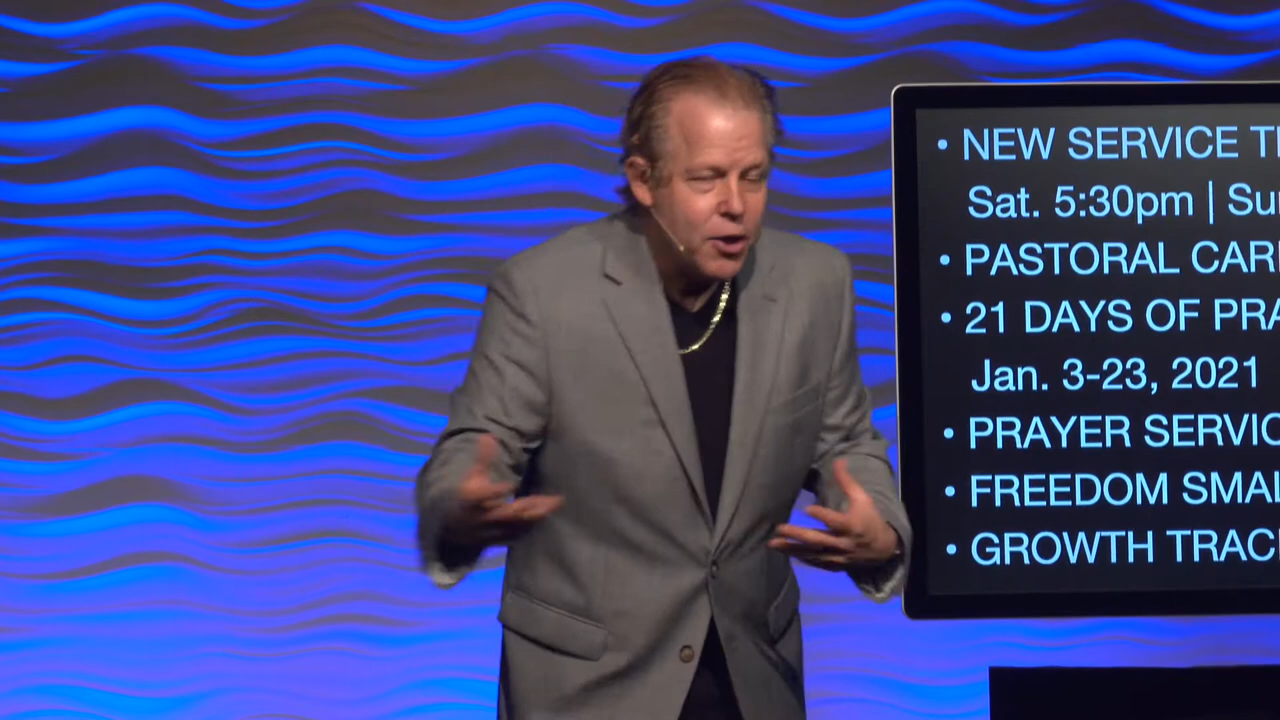 • NEW SERVICE
Sat. 5:30pm |
• PASTORAL
• 21 DAYS OF
Jan. 3-23, 2021
• PRAYER
• FREEDOM
• GROWTH